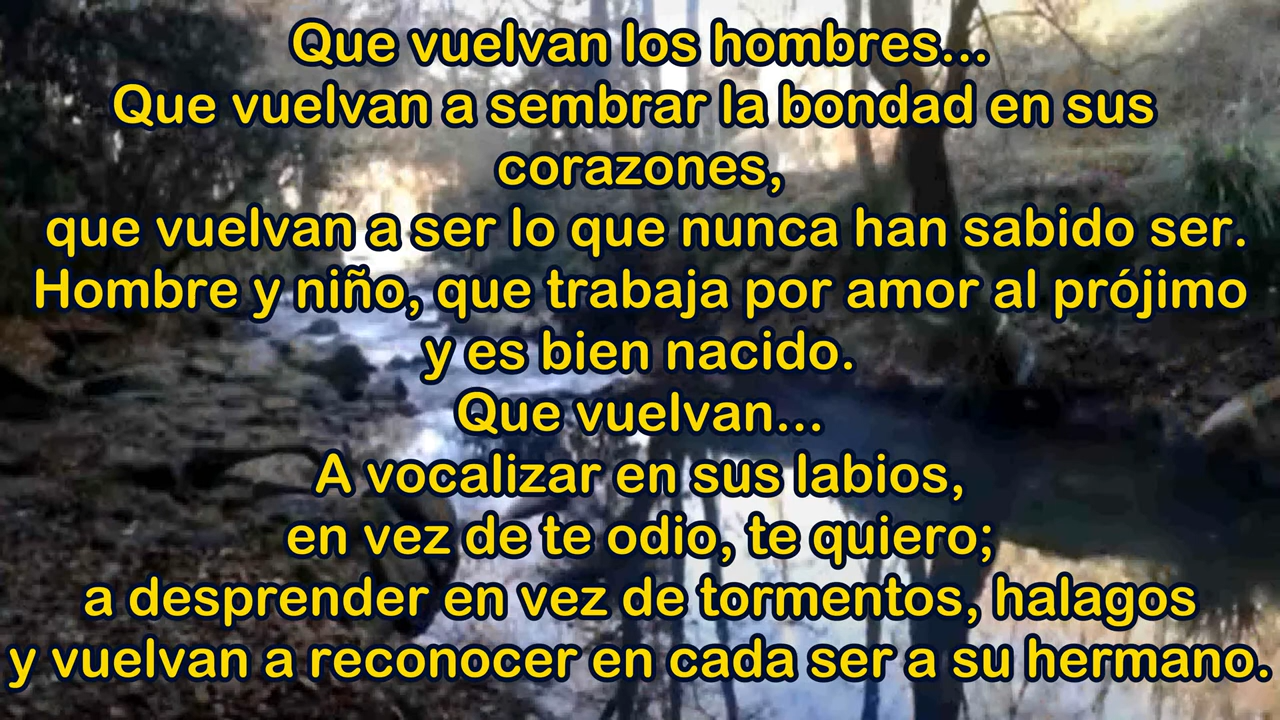 Que vuelvan los hombres...
Que vuelvan a sembrar la bondad en sus
corazones,
que vuelvan a ser lo que nunca han sabido ser.
Hombre y niño, que trabaja por amor al prójimo
y es bien nacido.
Que vuelvan...
A vocalizar en sus labios,
en vez de te odio, te quiero;
a desprender en vez de tormentos, halagos
y vuelvan a reconocer en cada ser a su hermano.